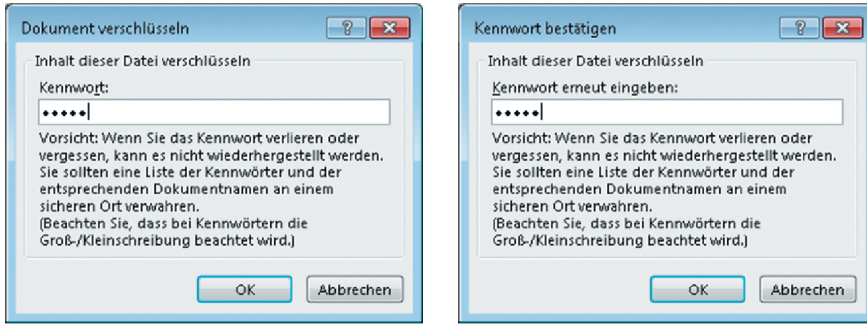 Dokument verschlüsseln
Inhalt dieser Datei verschlüsseln
Kennwort:
•••••
Vorsicht: Wenn Sie das Kennwort verlieren oder
vergessen, kann es nicht wiederhergestellt werden.
Sie sollten eine Liste der Kennwörter und der
entsprechenden Dokumentnamen an einem
sicheren Ort verwahren.
(Beachten Sie, dass bei Kennwörtern die
Groß-/Kleinschreibung beachtet wird.)
OK
Abbrechen
Kennwort bestätigen
Inhalt dieser Datei verschlüsseln
Kennwort erneut eingeben:
•••••
Vorsicht: Wenn Sie das Kennwort verlieren oder
vergessen, kann es nicht wiederhergestellt werden.
Sie sollten eine Liste der Kennwörter und der
entsprechenden Dokumentnamen an einem
sicheren Ort verwahren.
(Beachten Sie, dass bei Kennwörtern die
Groß-/Kleinschreibung beachtet wird.)
OK
Abbrechen